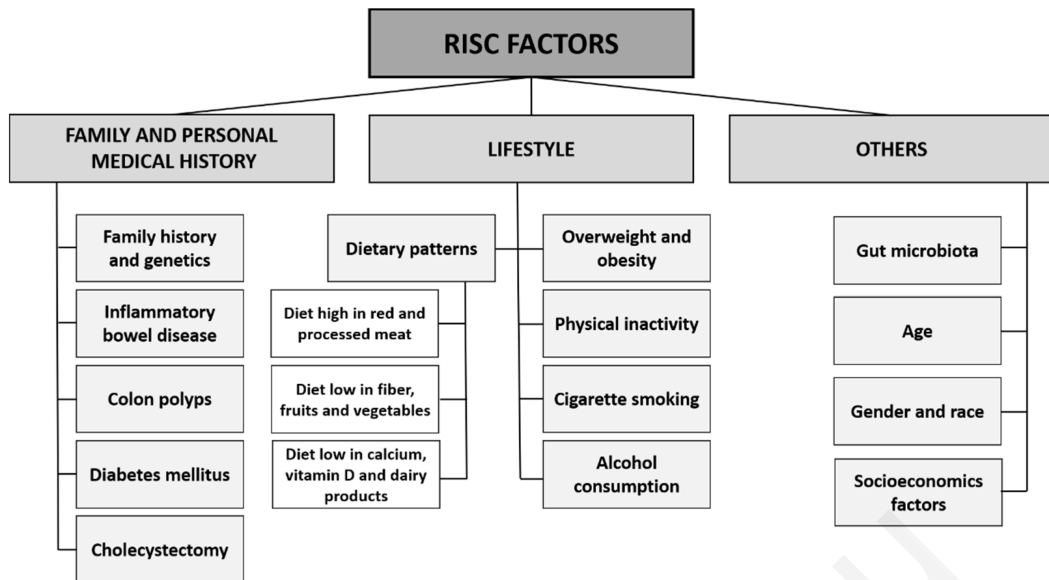 RISC FACTORS
FAMILY AND PERSONAL
MEDICAL HISTORY
Family history
and genetics
Inflammatory
bowel disease
Colon polyps
Diabetes mellitus
Cholecystectomy
LIFESTYLE
Dietary patterns
Diet high in red and
processed meat
Diet low in fiber,
fruits and vegetables
Diet low in calcium,
vitamin D and dairy
products
Overweight and
obesity
Physical inactivity
Cigarette smoking
Alcohol
consumption
OTHERS
Gut microbiota
Age
Gender and race
Socioeconomics
factors